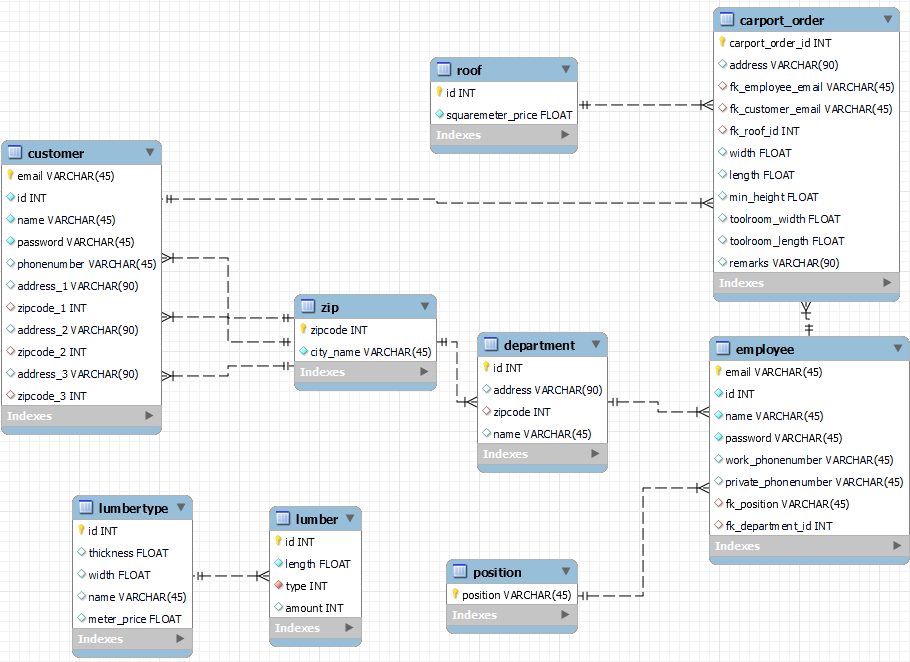 carport_order
carport_order_id INT
address VARCHAR(90)
fk_employee_email VARCHAR(45)
fk_customer_email VARCHAR(45)
fk_roof_id INT
width FLOAT
length FLOAT
min_height FLOAT
toolroom_width FLOAT
toolroom_length FLOAT
remarks VARCHAR(90)
Indexes
roof
id INT
squaremeter_price FLOAT
Indexes
customer
email VARCHAR(45)
id INT
name VARCHAR(45)
password VARCHAR(45)
phonenumber VARCHAR(45)
address_1 VARCHAR(90)
zipcode_1 INT
address_2 VARCHAR(90)
zipcode_2 INT
address_3 VARCHAR(90)
zipcode_3 INT
Indexes
zip
zipcode INT
city_name VARCHAR(45)
Indexes
department
id INT
address VARCHAR(90)
zipcode INT
name VARCHAR(45)
Indexes
employee
email VARCHAR(45)
id INT
name VARCHAR(45)
password VARCHAR(45)
work_phonenumber VARCHAR(45)
private_phonenumber VARCHAR(45)
fk_position VARCHAR(45)
fk_department_id INT
Indexes
lumbertype
id INT
thickness FLOAT
width FLOAT
name VARCHAR(45)
meter_price FLOAT
Indexes
lumber
id INT
length FLOAT
type INT
amount INT
Indexes
position
position VARCHAR(45)
Indexes